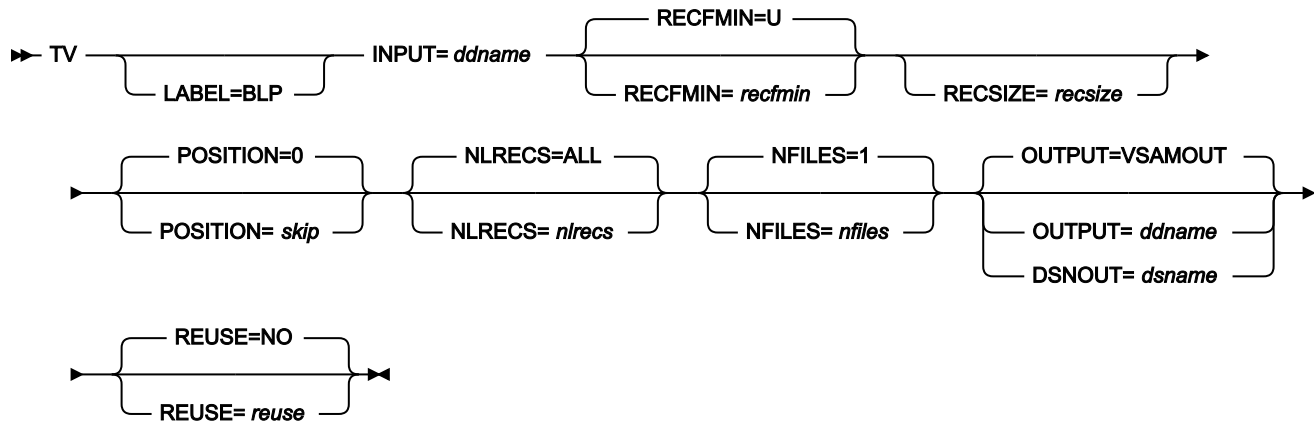 RECFMIN=U
TV INPUT= ddname
LABEL=BLP RECFMIN= recfmin RECSIZE= recsize
POSITION=0 NLRECS=ALL NFILES=1 OUTPUT=VSAMOUT
POSITION= skip NLRECS= nlrecs NFILES= nfiles OUTPUT= ddname
DSNOUT= dsname
REUSE=NO
REUSE= reuse